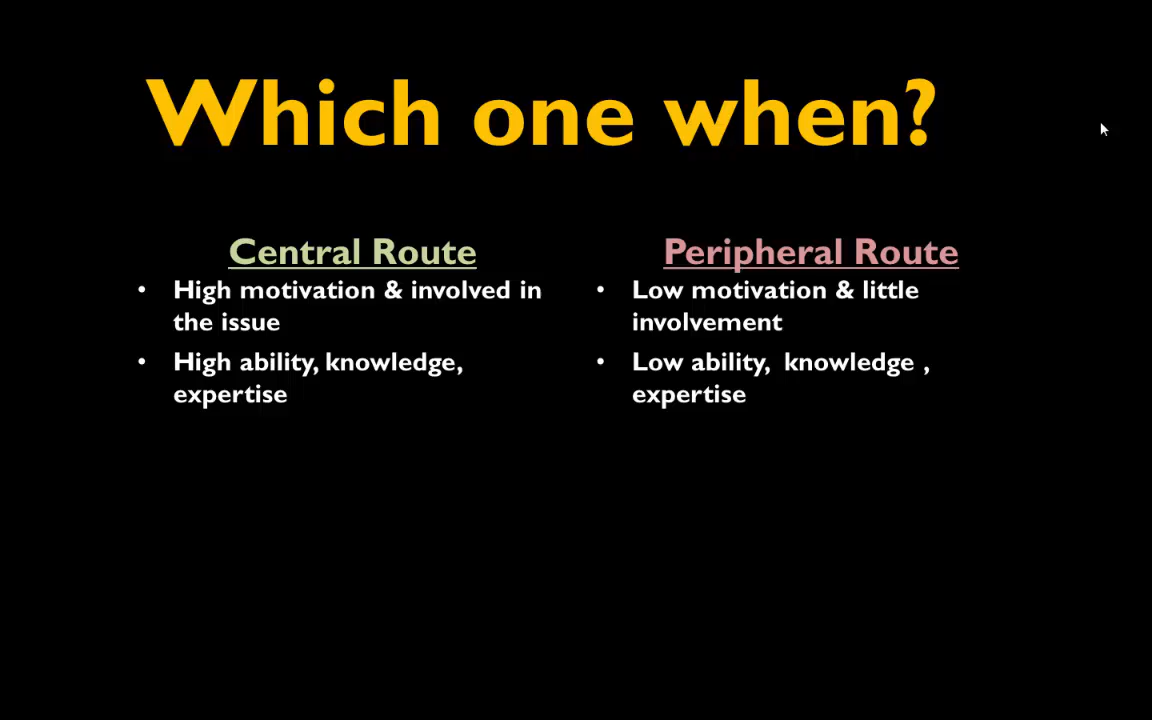 Which one when?
Central Route
• High motivation & involved in
the issue
• High ability, knowledge,
expertise
Peripheral Route
• Low motivation & little
involvement
• Low ability,  knowledge ,
expertise